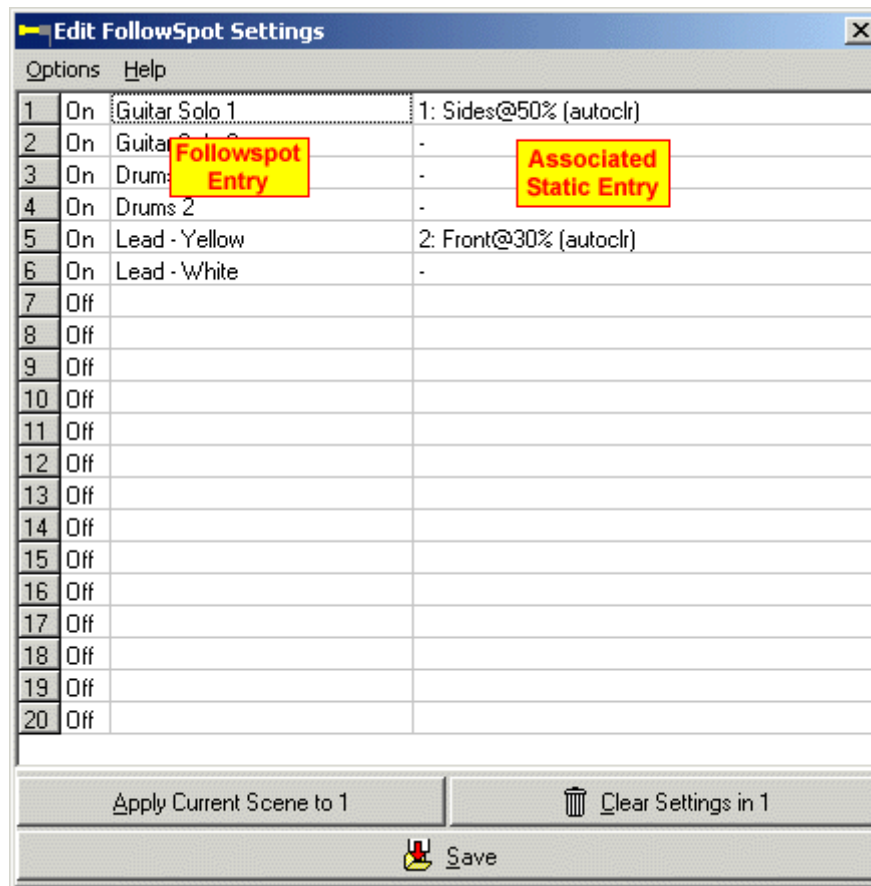 Edit FollowSpot Settings
Options Help
1 On Guitar Solo 1 1: Sides@50% (autoclr)
2 On Guitar -
Followspot
Entry
Associated
Static Entry
3 On Drums -
4 On Drums 2 -
5 On Lead - Yellow 2: Front@30% (autoclr)
6 On Lead - White -
7 Off
8 Off
9 Off
10 Off
11 Off
12 Off
13 Off
14 Off
15 Off
16 Off
17 Off
18 Off
19 Off
20 Off
Apply Current Scene to 1
Clear Settings in 1
Save